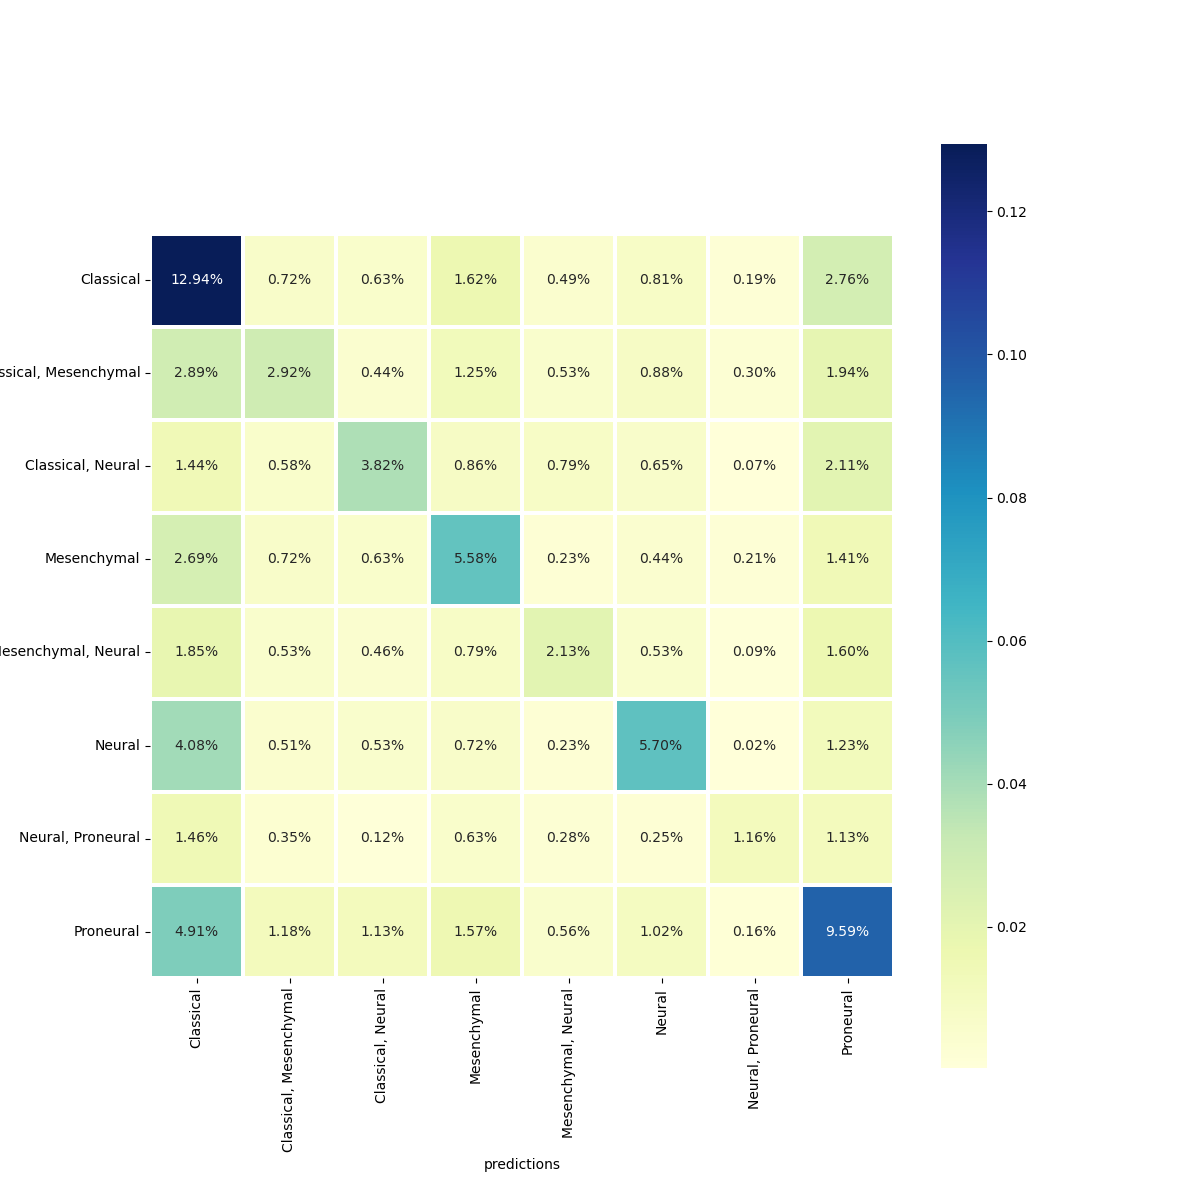 0.12
Classical 12.94% 0.72% 0.63% 1.62% 0.49% 0.81% 0.19% 2.76%
0.10
ssical, Mesenchymal 2.89% 2.92% 0.44% 1.25% 0.53% 0.88% 0.30% 1.94%
Classical, Neural 1.44% 0.58% 3.82% 0.86% 0.79% 0.65% 0.07% 2.11%
0.08
Mesenchymal 2.69% 0.72% 0.63% 5.58% 0.23% 0.44% 0.21% 1.41%
esenchymal, Neural 1.85% 0.53% 0.46% 0.79% 2.13% 0.53% 0.09% 1.60%
0.06
Neural 4.08% 0.51% 0.53% 0.72% 0.23% 5.70% 0.02% 1.23%
0.04
Neural, Proneural 1.46% 0.35% 0.12% 0.63% 0.28% 0.25% 1.16% 1.13%
Proneural 4.91% 1.18% 1.13% 1.57% 0.56% 1.02% 0.16% 9.59%
0.02
Classical
Classical, Mesenchymal
Classical, Neural
Mesenchymal
Mesenchymal, Neural
Neural
Neural, Proneural
Proneural
predictions